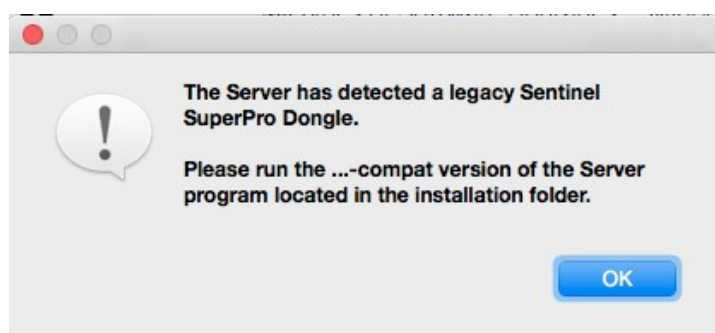 The Server has detected a legacy Sentinel
SuperPro Dongle.
Please run the ...-compat version of the Server
program located in the installation folder.
OK